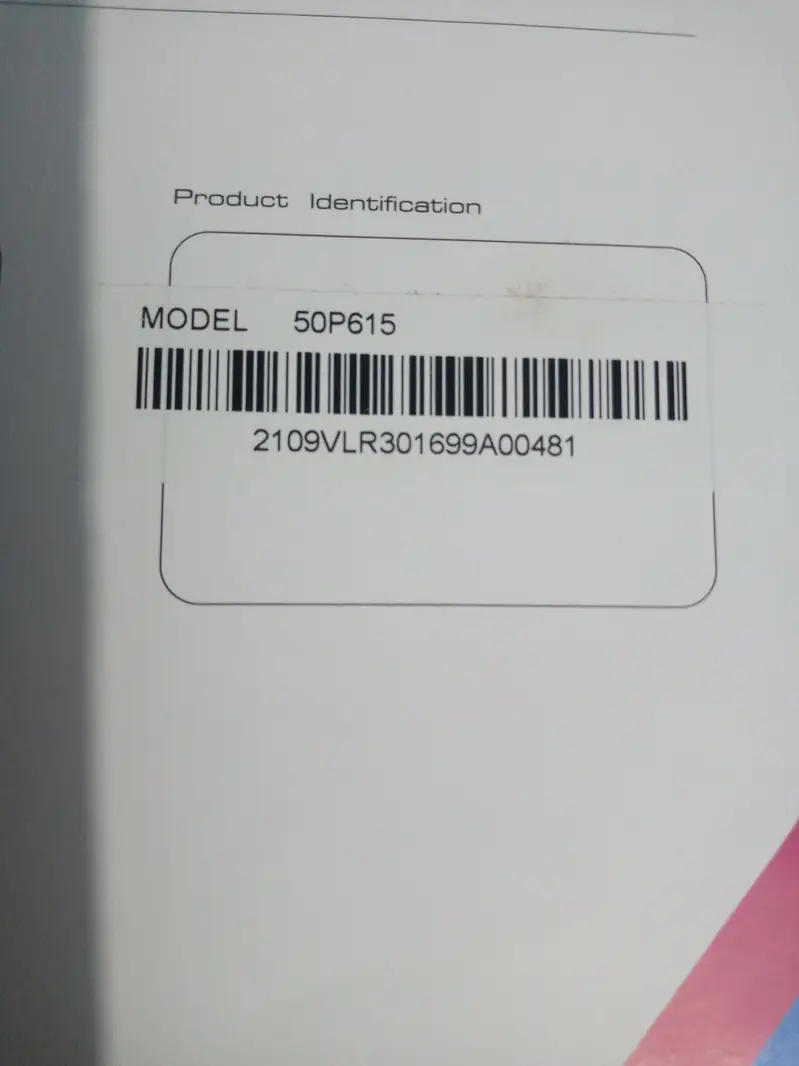 Product Identification
MODEL 50P615
2109VLR301699A00481